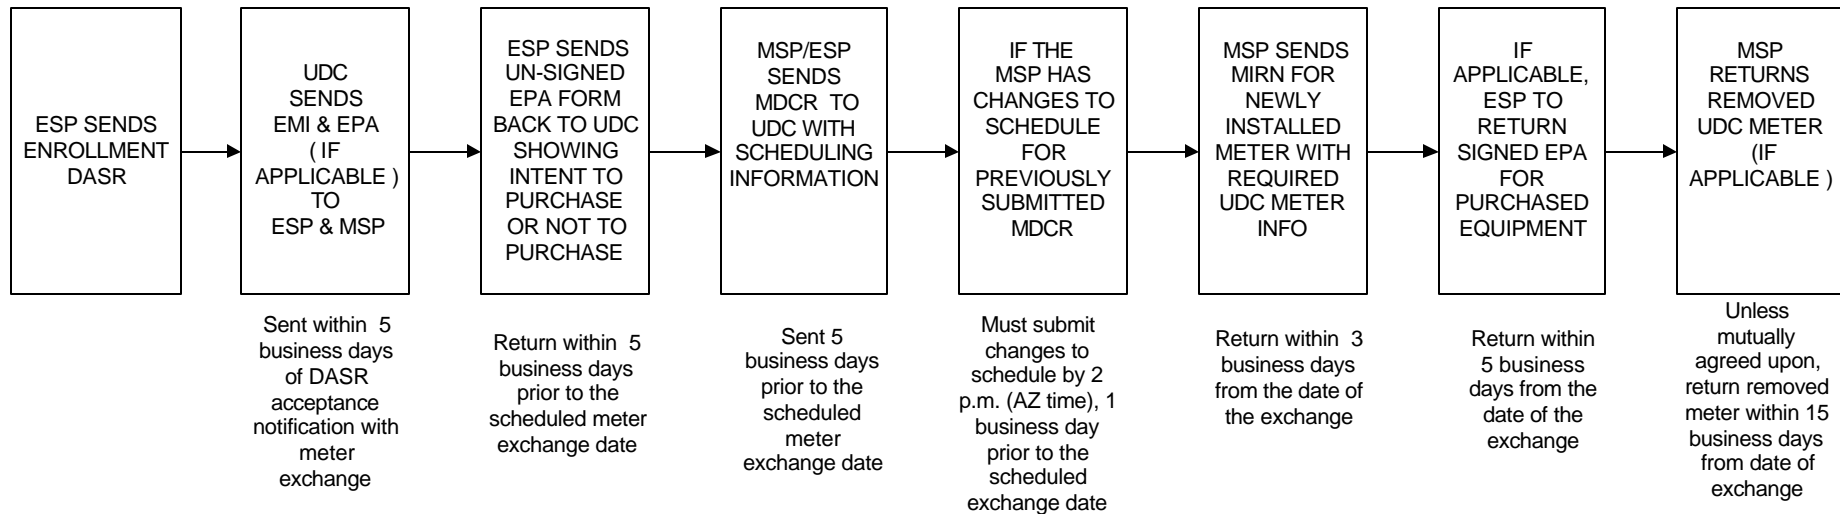 ESP SENDS
ENROLLMENT
DASR
UDC
SENDS
EMI & EPA
( IF
APPLICABLE )
TO
ESP & MSP
ESP SENDS
UN-SIGNED
EPA FORM
BACK TO UDC
SHOWING
INTENT TO
PURCHASE
OR NOT TO
PURCHASE
MSP/ESP
SENDS
MDCR TO
UDC WITH
SCHEDULING
INFORMATION
IF THE
MSP HAS
CHANGES TO
SCHEDULE
FOR
PREVIOUSLY
SUBMITTED
MDCR
MSP SENDS
MIRN FOR
NEWLY
INSTALLED
METER WITH
REQUIRED
UDC METER
INFO
IF
APPLICABLE,
ESP TO
RETURN
SIGNED EPA
FOR
PURCHASED
EQUIPMENT
MSP
RETURNS
REMOVED
UDC METER
(IF
APPLICABLE )
Sent within 5
business days
of DASR
acceptance
notification with
meter
exchange
Return within 5
business days
prior to the
scheduled meter
exchange date
Sent 5
business days
prior to the
scheduled
meter
exchange date
Must submit
changes to
schedule by 2
p.m. (AZ time), 1
business day
prior to the
scheduled
exchange date
Return within 3
business days
from the date of
the exchange
Return within
5 business
days from the
date of the
exchange
Unless
mutually
agreed upon,
return removed
meter within 15
business days
from date of
exchange